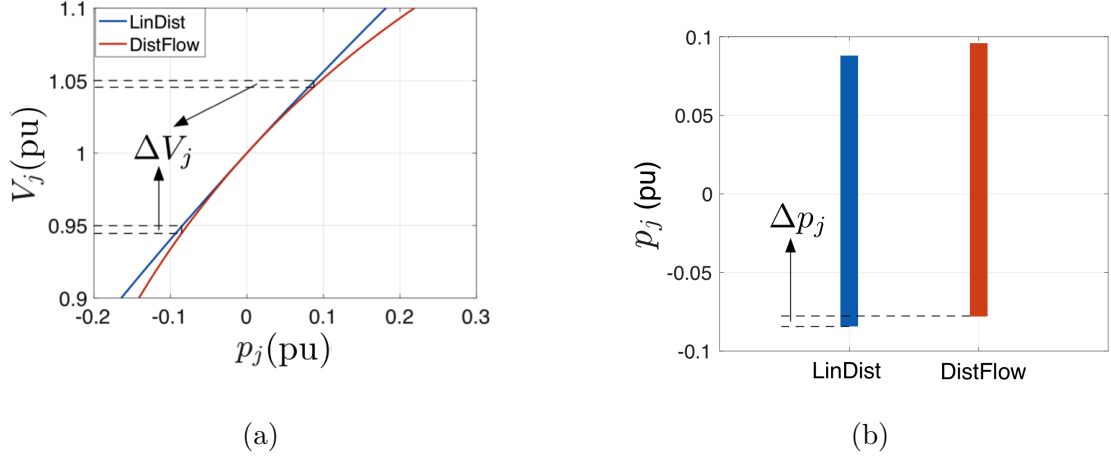 1.1
LinDist
DistFlow
1.05
1
0.95
0.9
ΔV_j
V_j(pu)
-0.2 -0.1 0 0.1 0.2 0.3
p_j(pu)
(a)
0.1
0.05
0
-0.05
-0.1
Δp_j
p_j (pu)
LinDist DistFlow
(b)